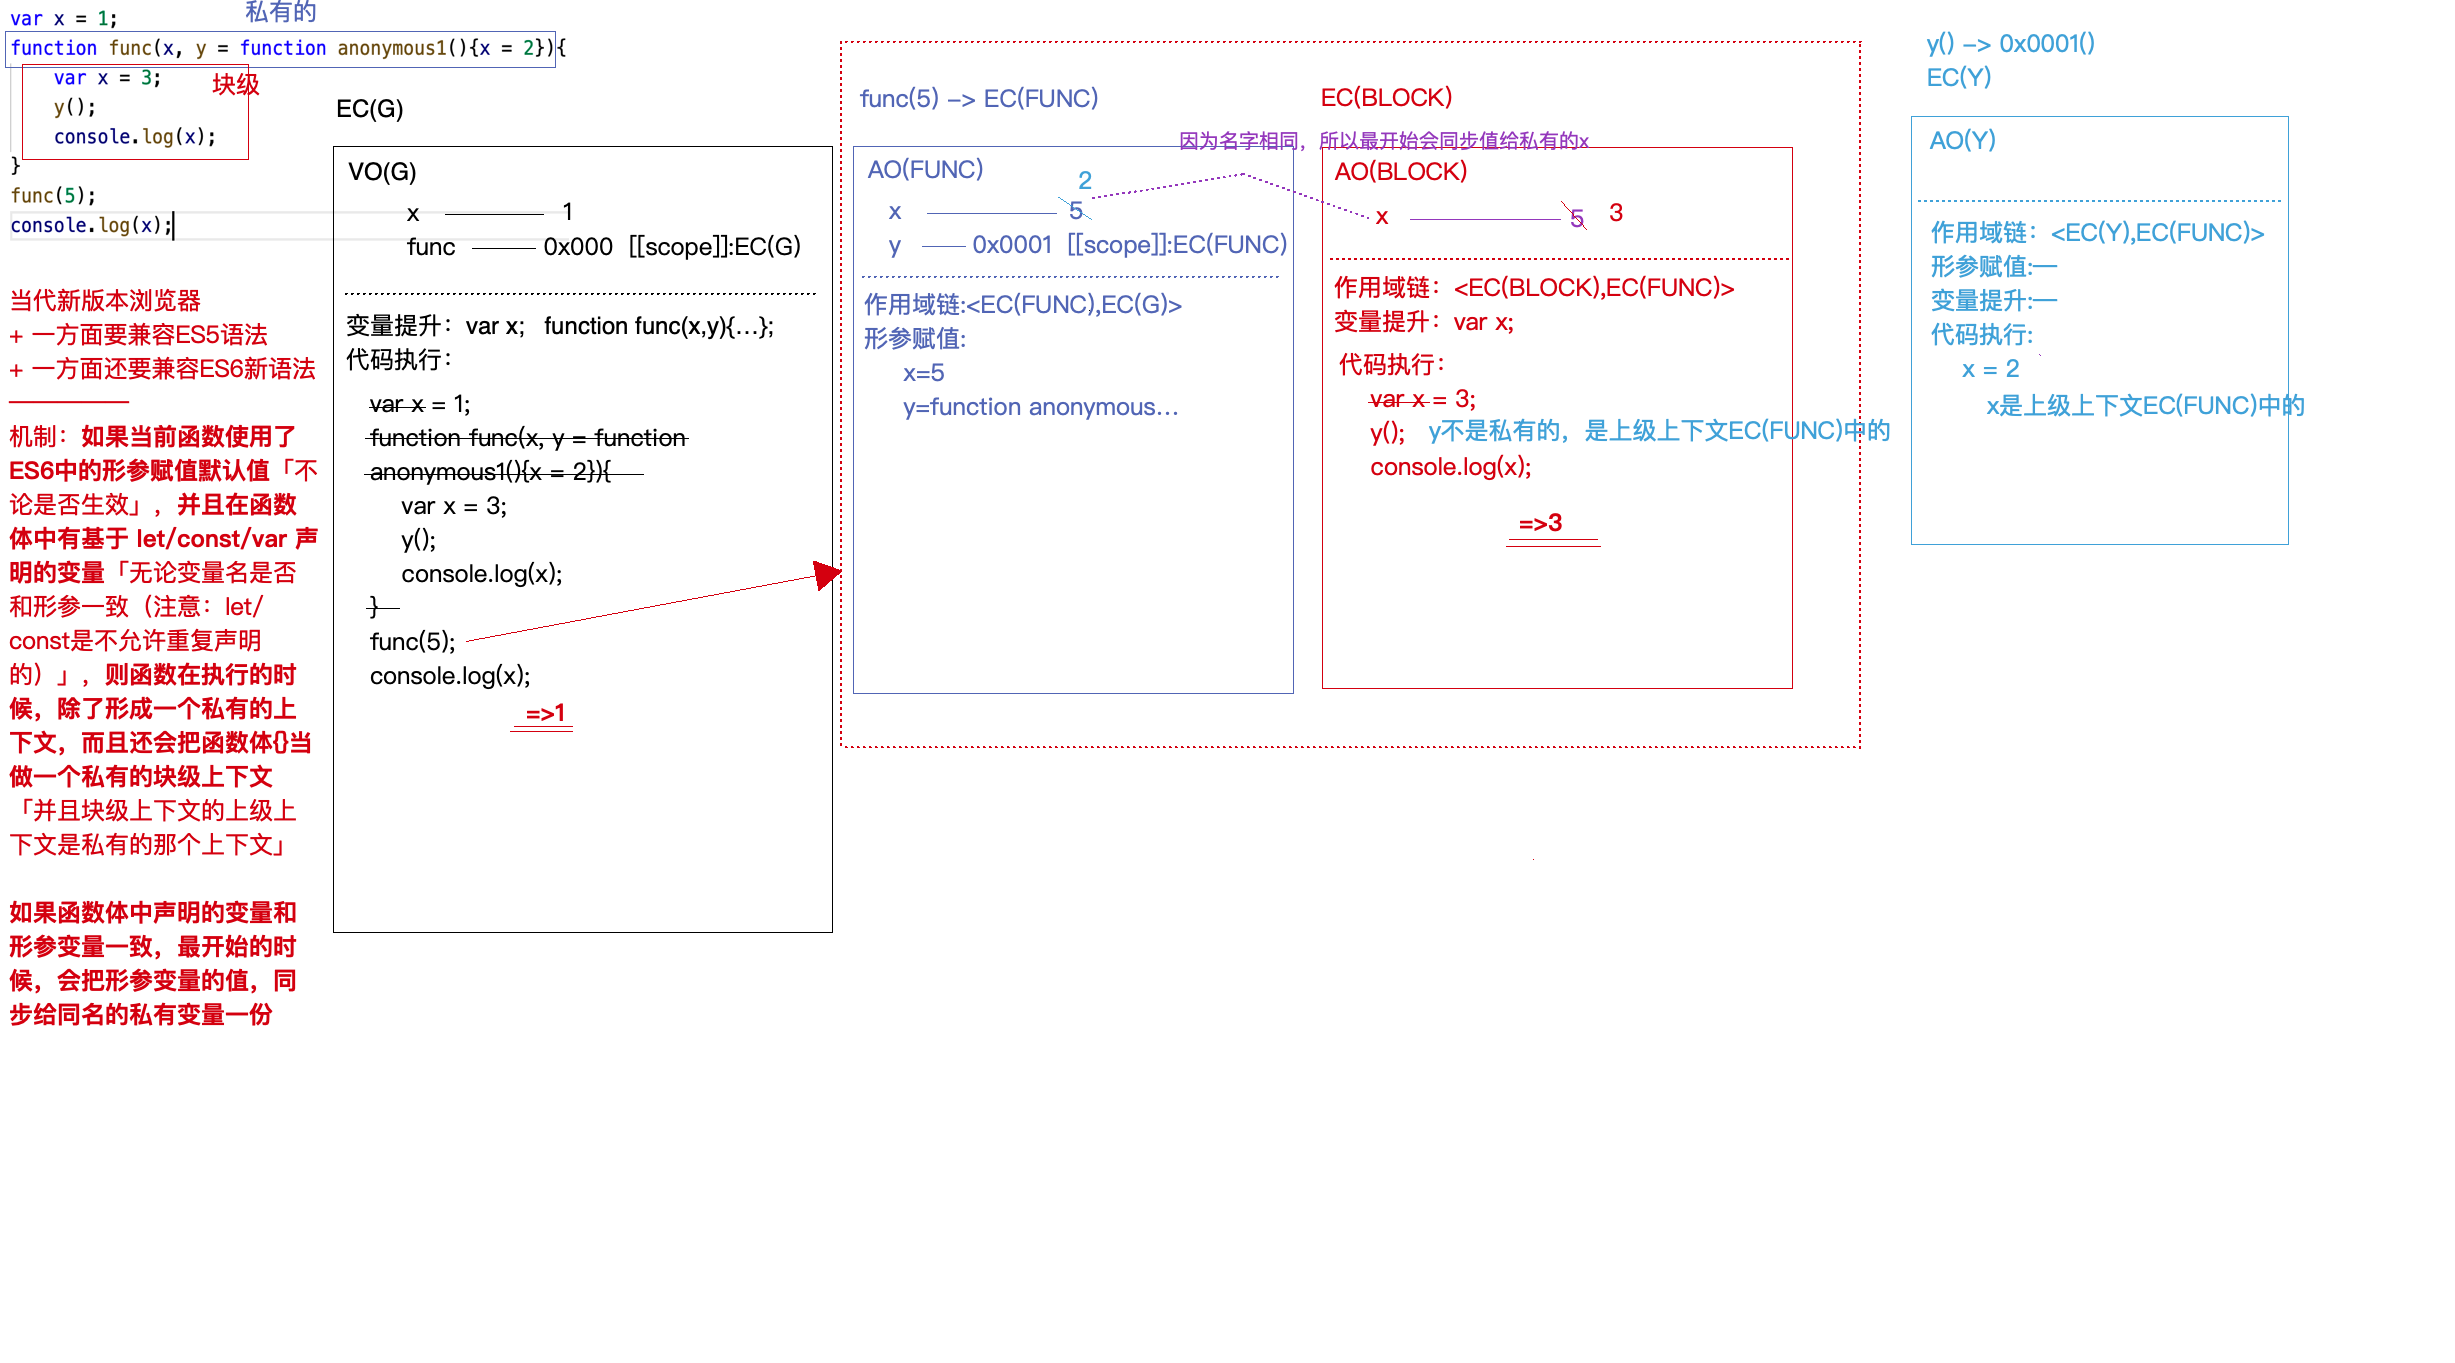 var x = 1;
私有的
function func(x, y = function anonymous1(){x = 2}){
var x = 3;
块级
y();
console.log(x);
}
func(5);
console.log(x);
当代新版本浏览器
+ 一方面要兼容ES5语法
+ 一方面还要兼容ES6新语法
——————
机制：如果当前函数使用了
ES6中的形参赋值默认值「不
论是否生效」，并且在函数
体中有基于 let/const/var 声
明的变量「无论变量名是否
和形参一致（注意：let/
const是不允许重复声明
的）」，则函数在执行的时
候，除了形成一个私有的上
下文，而且还会把函数体{}当
做一个私有的块级上下文
「并且块级上下文的上级上
下文是私有的那个上下文」
如果函数体中声明的变量和
形参变量一致，最开始的时
候，会把形参变量的值，同
步给同名的私有变量一份
EC(G)
VO(G)
x 1
func 0x000 [[scope]]:EC(G)
变量提升：var x; function func(x,y){...};
代码执行：
var x = 1;
function func(x, y = function
anonymous1(){x = 2}){
var x = 3;
y();
console.log(x);
}
func(5);
console.log(x);
=>1
func(5) -> EC(FUNC)
AO(FUNC)
2
x 5
y 0x0001 [[scope]]:EC(FUNC)
作用域链:<EC(FUNC),EC(G)>
形参赋值:
x=5
y=function anonymous...
EC(BLOCK)
因为名字相同，所以最开始会同步值给私有的x
AO(BLOCK)
x 5 3
作用域链：<EC(BLOCK),EC(FUNC)>
变量提升：var x;
代码执行：
var x = 3;
y(); y不是私有的，是上级上下文EC(FUNC)中的
console.log(x);
=>3
y() -> 0x0001()
EC(Y)
AO(Y)
作用域链：<EC(Y),EC(FUNC)>
形参赋值:—
变量提升:—
代码执行:
x = 2
x是上级上下文EC(FUNC)中的